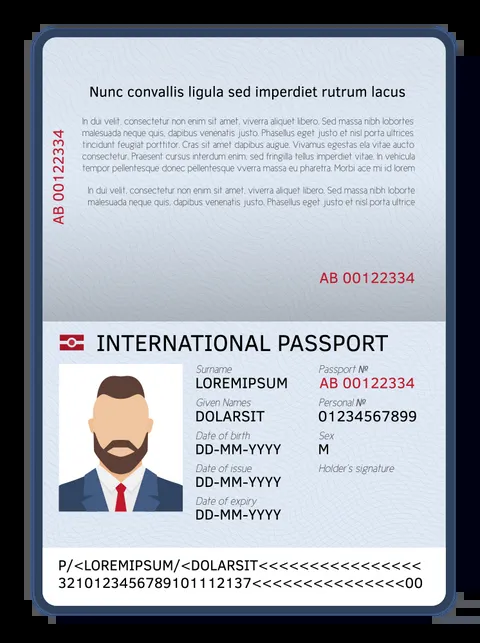 Nunc convallis ligula sed imperdiet rutrum lacus
In dui velit, consectetur non enim sit amet, viverra aliquet libero. Sed massa nibh lobortes
malesuada neque quis, dapibus venenatis justo. Phasellus eget justo et nisl porta ultrices
tincidunt feugiat porttitor. Cras sit amet dapibus augue. Vivamus egestas ela vitae aucto
consectetur. Praesent cursus interdum enim, sed fringilla tellus imperdiet vitae. In vehicula
tempor pellentesque donec pellentesque vverra massa eu pharetra. Morbi ace mi id lorem
In dui velit, consectetur non enim sit amet, viverra aliquet libero. Sed massa nibh loborte
malesuada neque quis, dapibus venenatis justo. Phasellus eget justo et nisl porta ultrice
AB 00122334
AB 00122334
INTERNATIONAL PASSPORT
Surname
LOREMIPSUM
Passport №
AB 00122334
Given Names
DOLARSIT
Personal №
01234567899
Date of birth
DD-MM-YYYY
Sex
M
Date of issue
DD-MM-YYYY
Holder's signature
Date of expiry
DD-MM-YYYY
P/<LOREMIPSUM/<DOLARSIT<<<<<<<<<<<<<<<<
3210123456789101112137<<<<<<<<<<<<<<<00